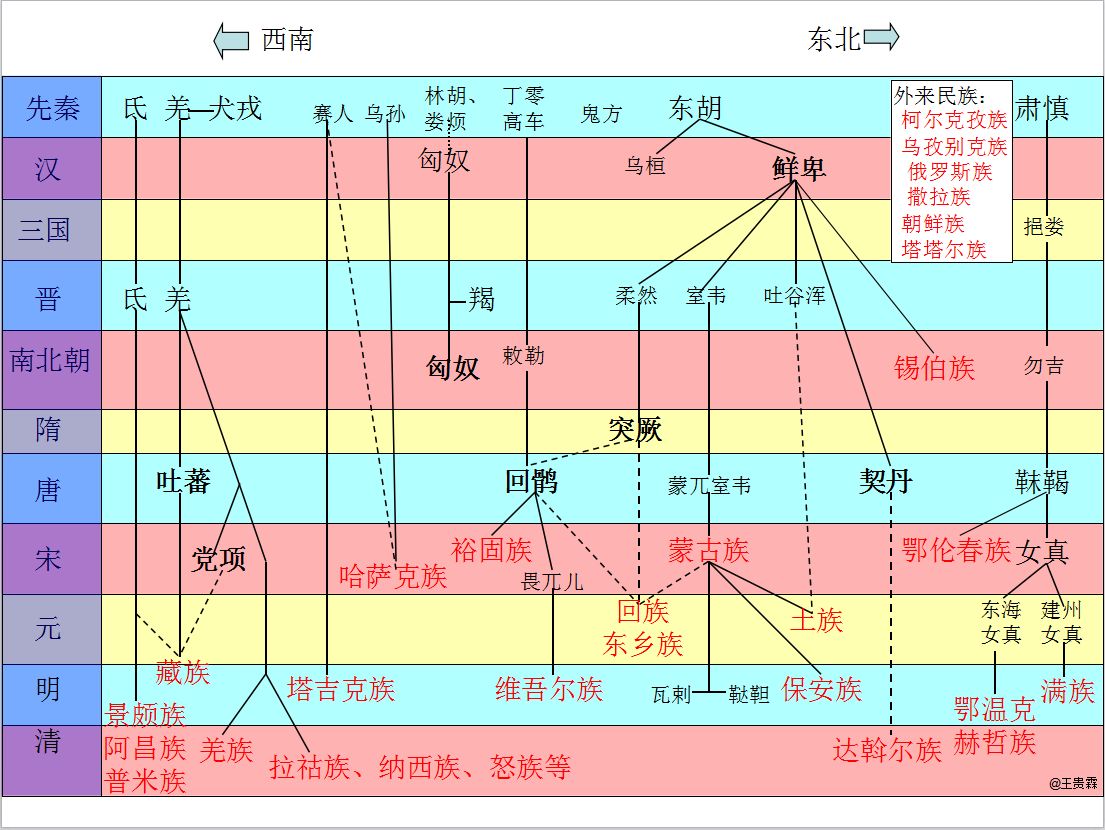 西南
东北
先秦
氐 羌 犬戎
赛人 乌孙
林胡、
娄烦
丁零
高车
鬼方
东胡
肃慎
外来民族：
柯尔克孜族
乌孜别克族
俄罗斯族
撒拉族
朝鲜族
塔塔尔族
汉
匈奴
乌桓
鲜卑
三国
挹娄
晋
氐 羌
羯
柔然
室韦
吐谷浑
南北朝
匈奴
敕勒
锡伯族
勿吉
隋
突厥
唐
吐蕃
回鹘
蒙兀室韦
契丹
靺鞨
宋
党项
哈萨克族
裕固族
畏兀儿
蒙古族
鄂伦春族
女真
元
回族
东乡族
土族
东海
女真
建州
女真
藏族
明
塔吉克族
维吾尔族
瓦剌
鞑靼
保安族
鄂温克
赫哲族
满族
清
景颇族
阿昌族
普米族
羌族
拉祜族、纳西族、怒族等
达斡尔族
@王贵霖